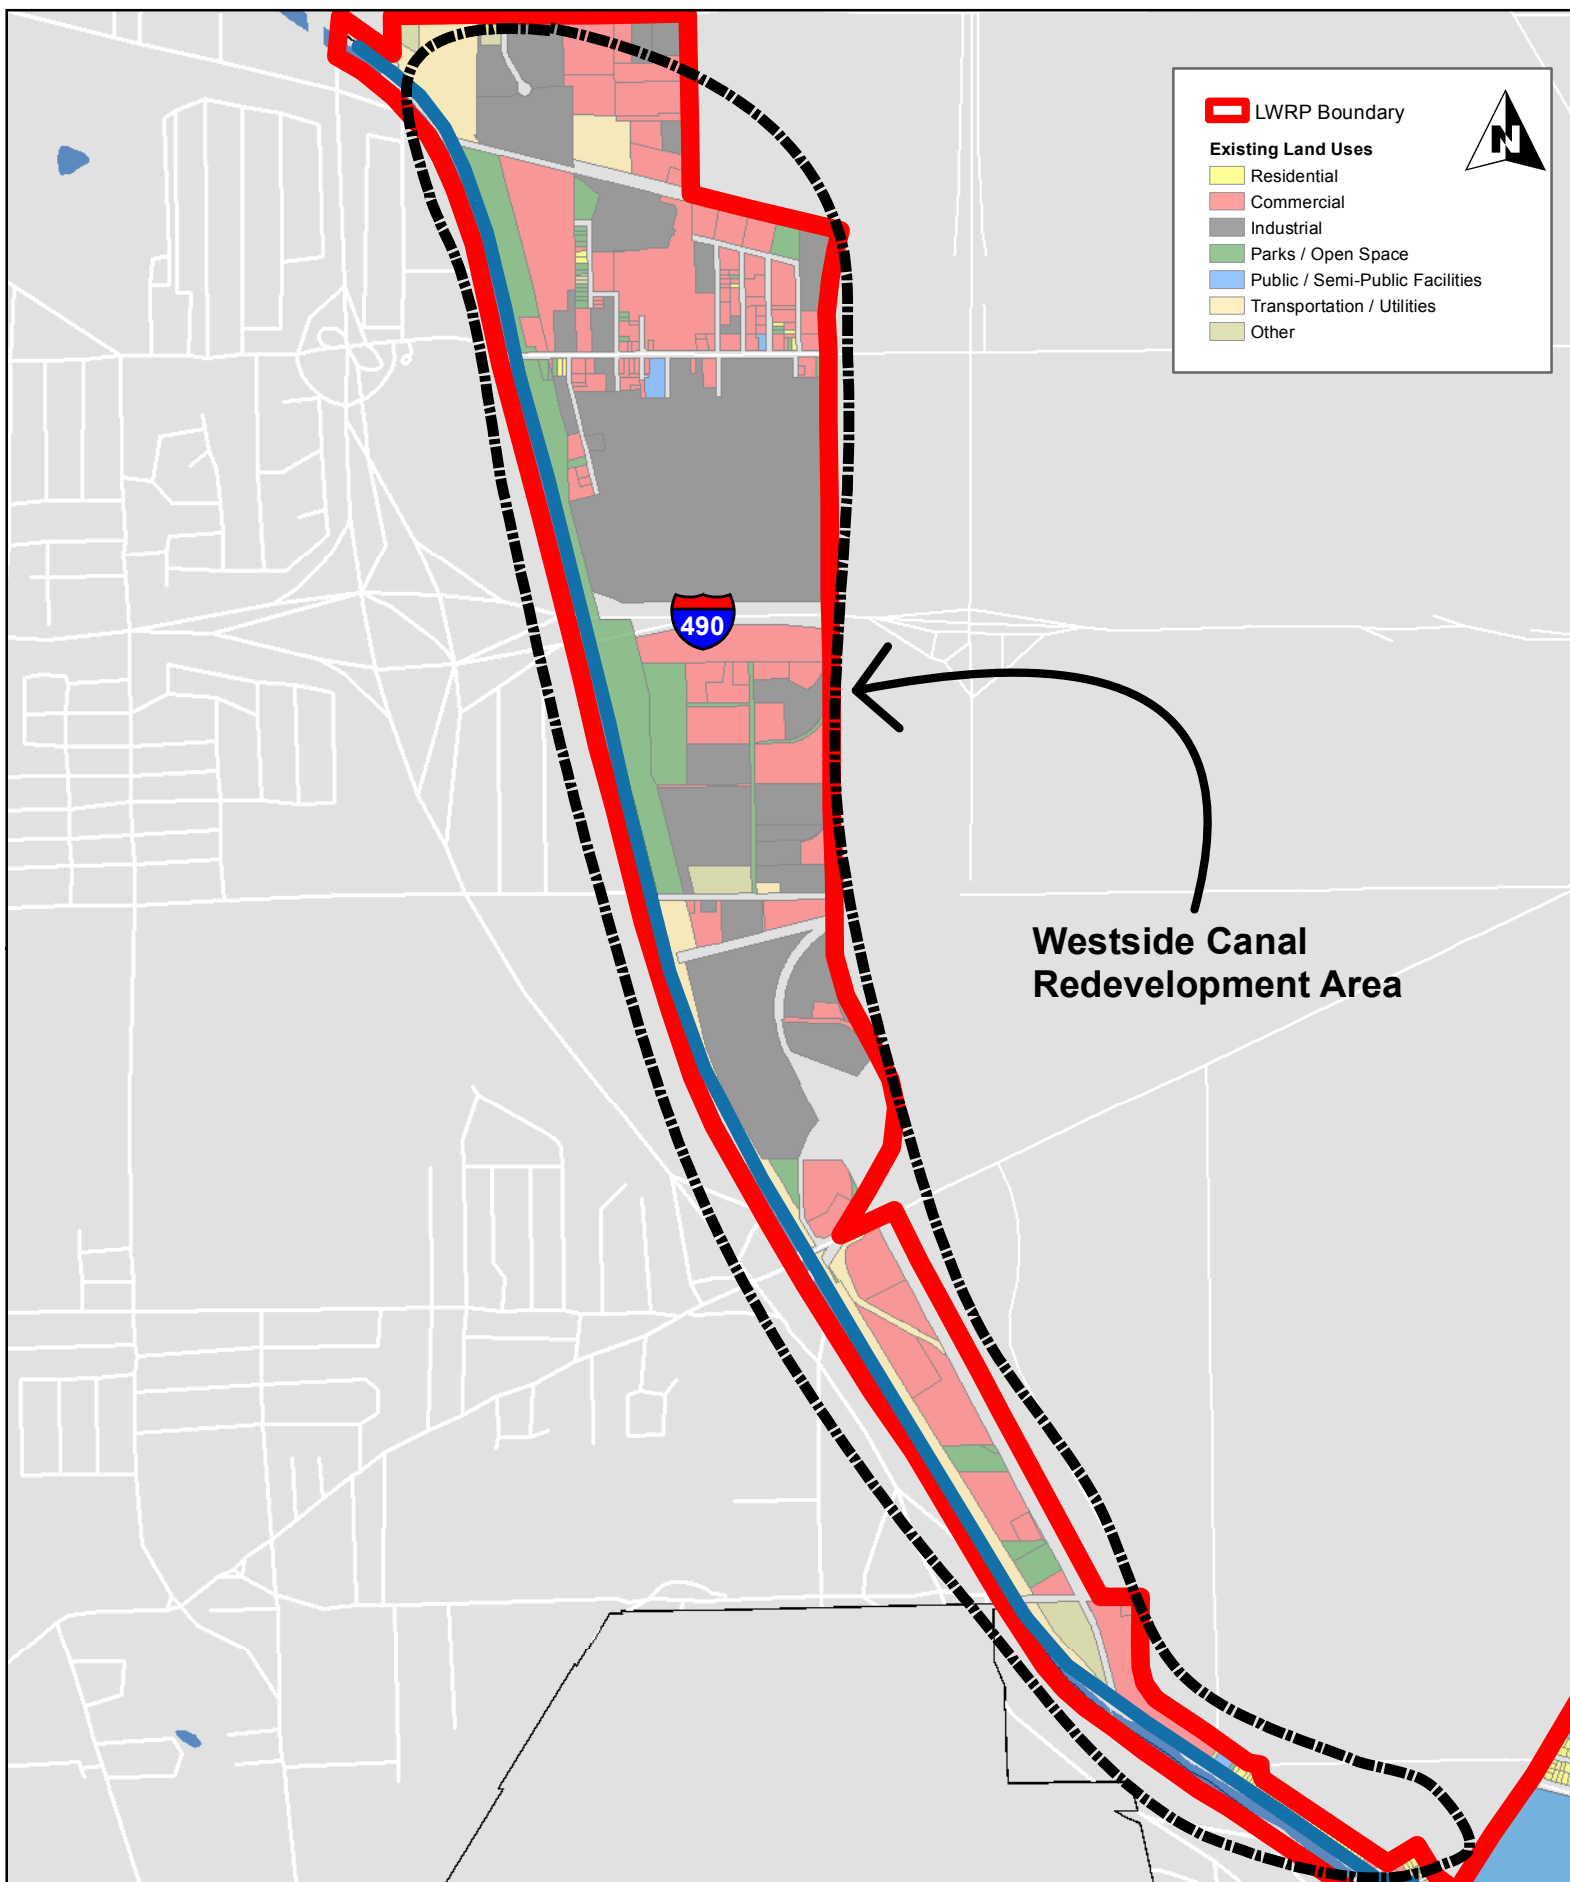 LWRP Boundary
N
Existing Land Uses
Residential
Commercial
Industrial
Parks / Open Space
Public / Semi-Public Facilities
Transportation / Utilities
Other
490
Westside Canal
Redevelopment Area